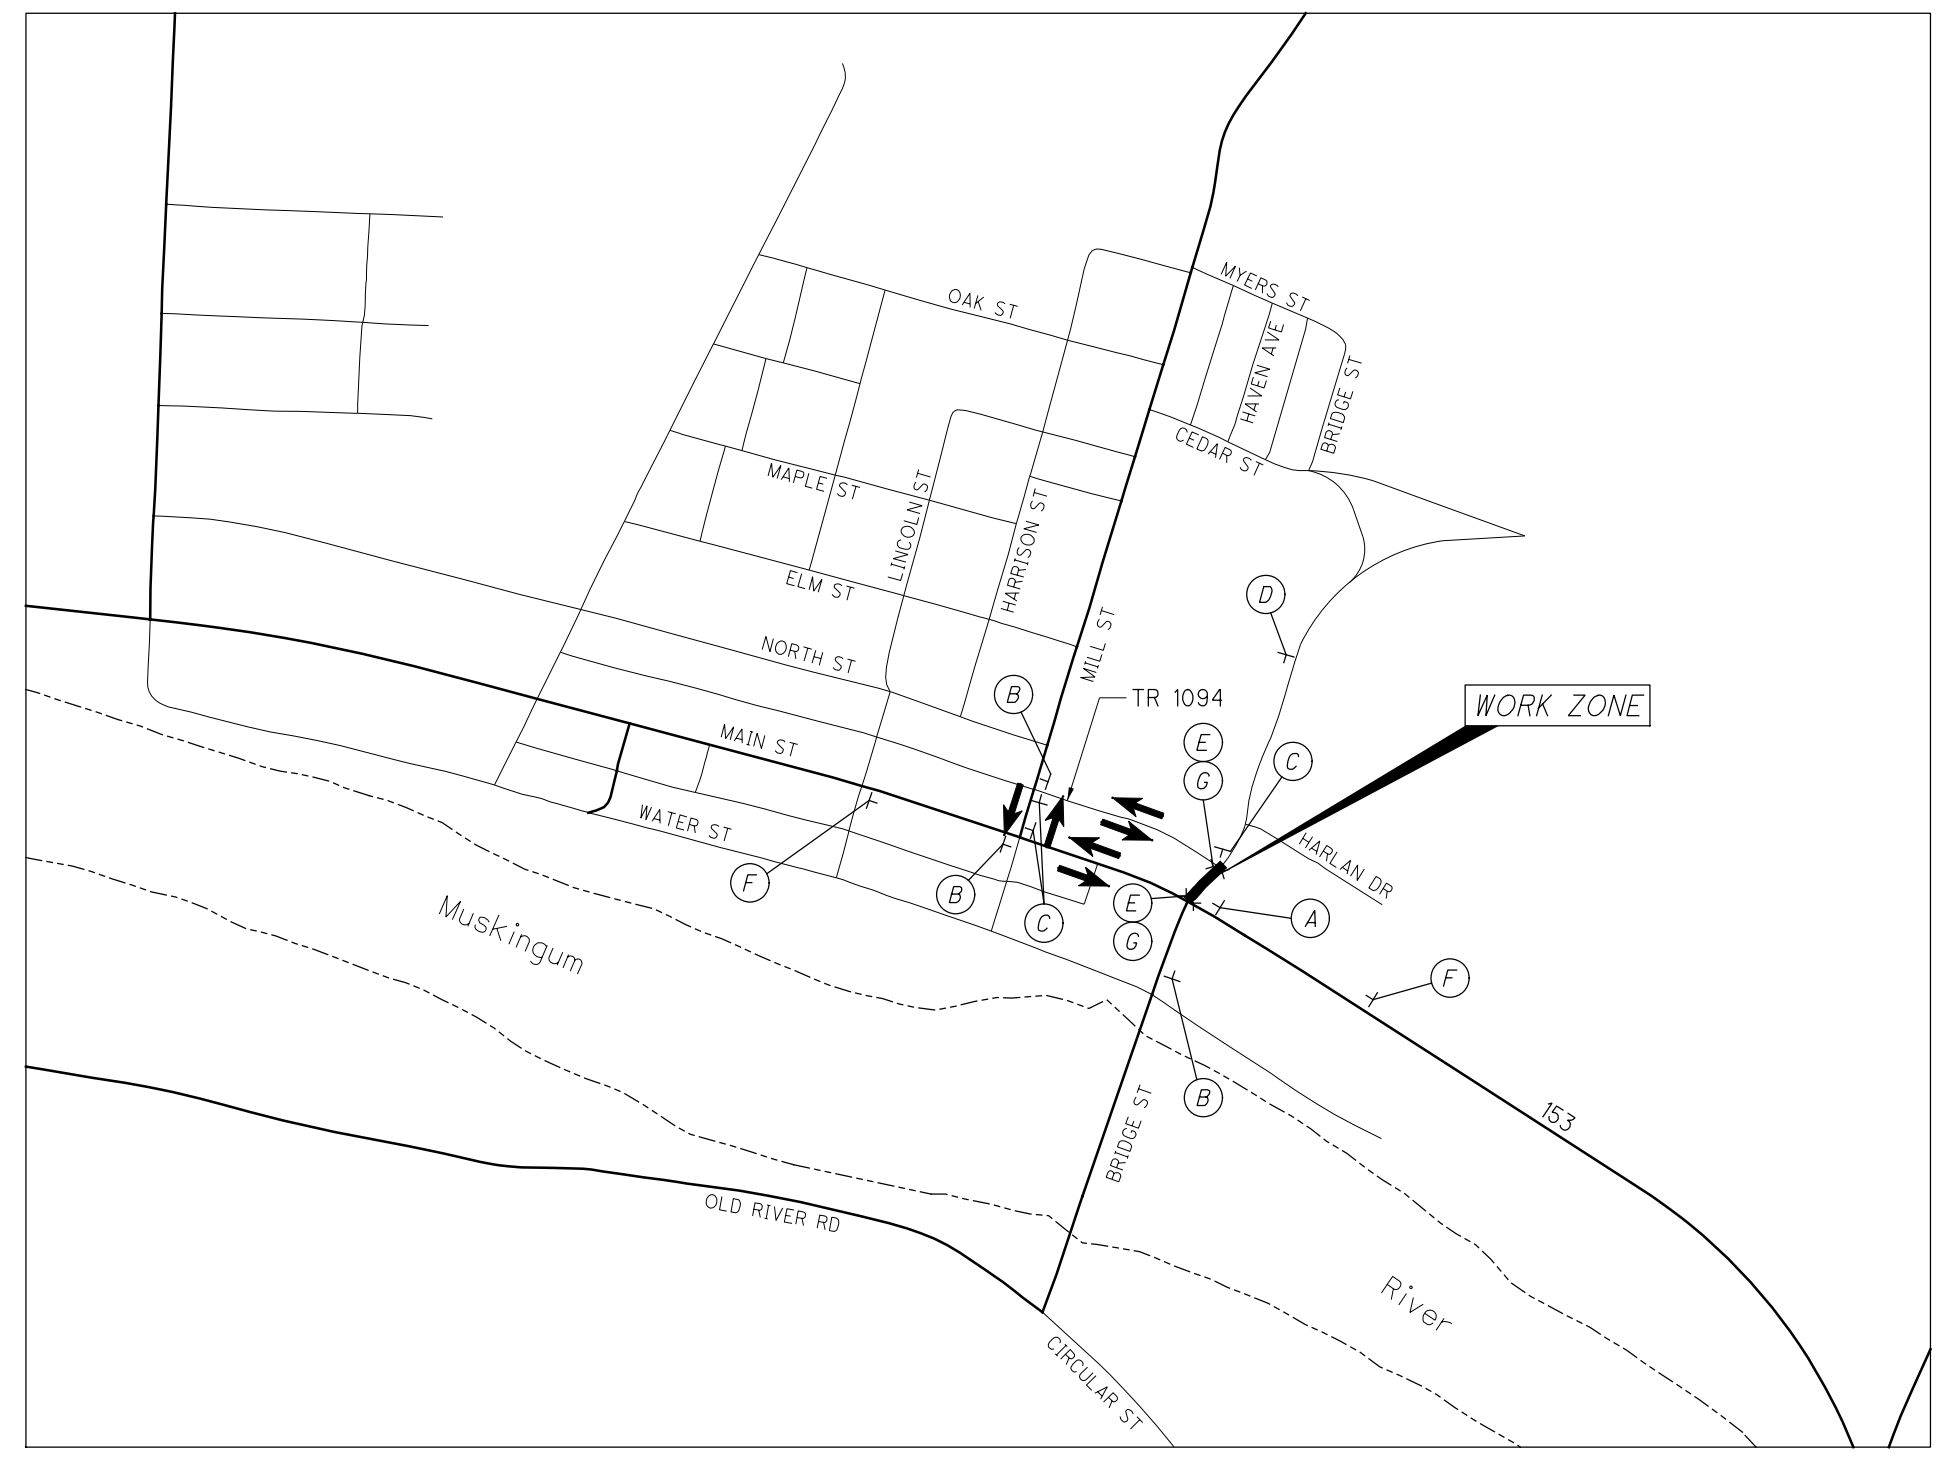 OAK ST
MYERS ST
HAVEN AVE
BRIDGE ST
CEDAR ST
MAPLE ST
LINCOLN ST
HARRISON ST
ELM ST
D
NORTH ST
MILL ST
B
TR 1094
WORK ZONE
E
G
C
MAIN ST
WATER ST
HARLAN DR
F
B
C
E
G
A
Muskingum
F
BRIDGE ST
B
153
OLD RIVER RD
River
CIRCULAR ST